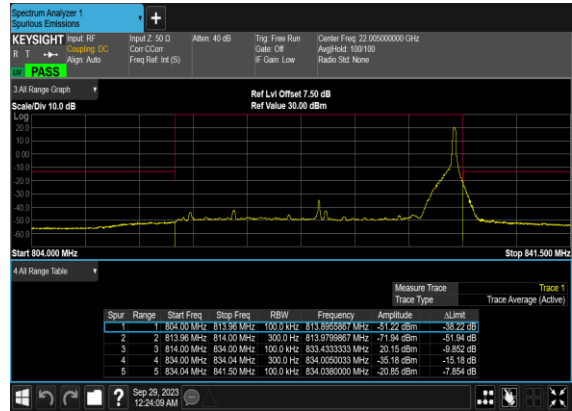 Spectrum Analyzer 1
Spurious Emissions
KEYSIGHT Input: RF Input Z: 50 Ω Atten: 40 dB Trig: Free Run Center Freq: 22.005000000 GHz
R T Coupling: DC Corr CCorr Gate: Off Avg|Hold: 100/100
Align: Auto Freq Ref: Int (S) IF Gain: Low Radio Std: None
LW PASS
3 All Range Graph Ref Lvl Offset 7.50 dB
Scale/Div 10.0 dB Ref Value 30.00 dBm
Log
20.0
10.0
0.00
-10.0
-20.0
-30.0
-40.0
-50.0
-60.0
Start 804.000 MHz Stop 841.500 MHz
4 All Range Table
Measure Trace Trace 1
Trace Type Trace Average (Active)
Spur Range Start Freq Stop Freq RBW Frequency Amplitude ΔLimit
1 1 804.00 MHz 813.96 MHz 100.0 kHz 813.8955867 MHz -51.22 dBm -38.22 dB
2 2 813.96 MHz 814.00 MHz 300.0 Hz 813.9799867 MHz -71.94 dBm -51.94 dB
3 3 814.00 MHz 834.00 MHz 100.0 kHz 833.4333333 MHz 20.15 dBm -9.852 dB
4 4 834.00 MHz 834.04 MHz 300.0 Hz 834.0050033 MHz -35.18 dBm -15.18 dB
5 5 834.04 MHz 841.50 MHz 100.0 kHz 834.0380000 MHz -20.85 dBm -7.854 dB
Sep 29, 2023
12:24:09 AM